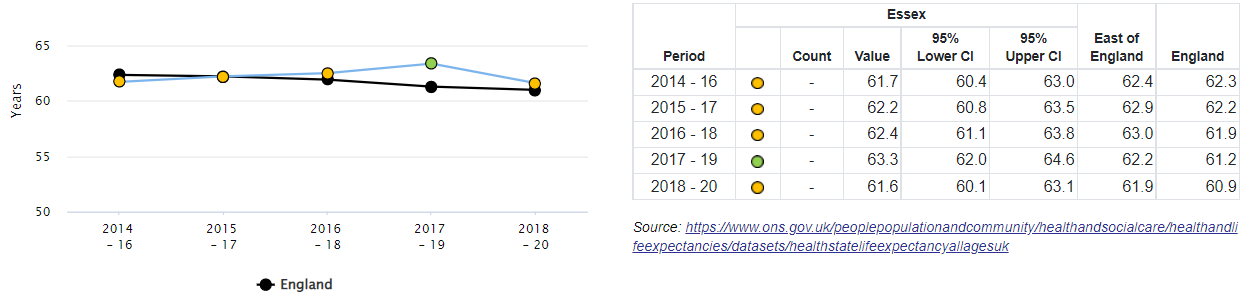 65
60
55
50
Years
2014
- 16
2015
- 17
2016
- 18
2017
- 19
2018
- 20
England
Essex
Period Count Value 95% Lower CI 95% Upper CI East of England England
2014 - 16 - 61.7 60.4 63.0 62.4 62.3
2015 - 17 - 62.2 60.8 63.5 62.9 62.2
2016 - 18 - 62.4 61.1 63.8 63.0 61.9
2017 - 19 - 63.3 62.0 64.6 62.2 61.2
2018 - 20 - 61.6 60.1 63.1 61.9 60.9
Source: https://www.ons.gov.uk/peoplepopulationandcommunity/healthandsocialcare/healthandli
feexpectancies/datasets/healthstatelifeexpectancyallagesuk